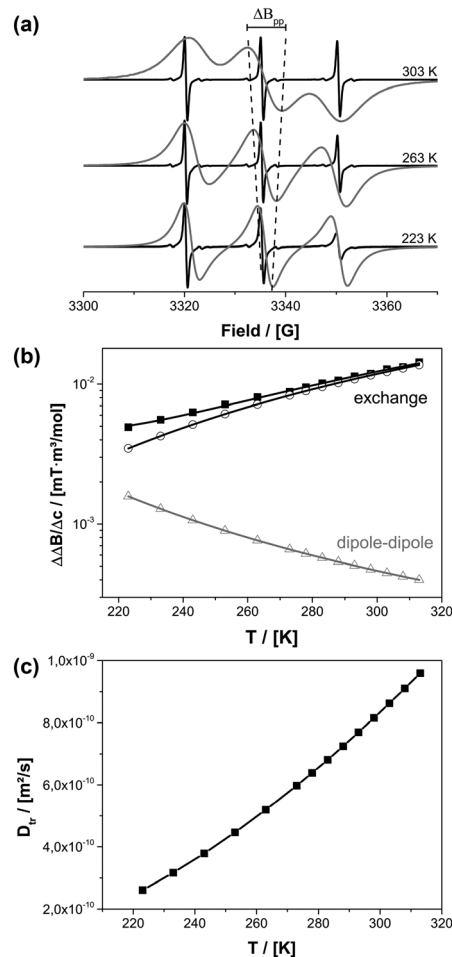 (a)
ΔBpp
303 K
263 K
223 K
3300 3320 3340 3360
Field / [G]
(b)
10⁻²
exchange
10⁻³
dipole-dipole
ΔΔB/Δc / [mT·m³/mol]
220 240 260 280 300 320
T / [K]
(c)
1,0x10⁻⁹
8,0x10⁻¹⁰
6,0x10⁻¹⁰
4,0x10⁻¹⁰
2,0x10⁻¹⁰
Dtr / [m²/s]
220 240 260 280 300 320
T / [K]